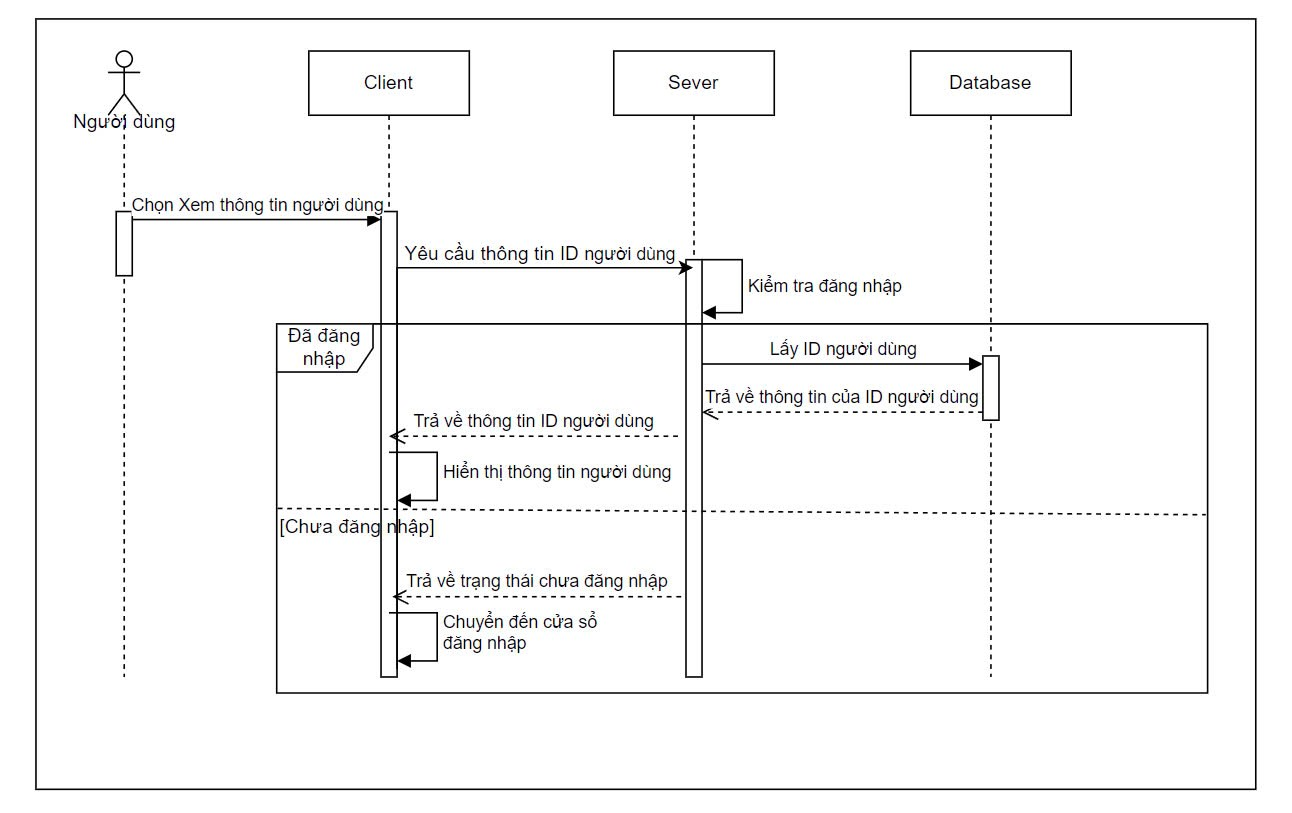 Client
Sever
Database
Người dùng
Chọn Xem thông tin người dùng
Yêu cầu thông tin ID người dùng
Kiểm tra đăng nhập
Đã đăng
nhập
Lấy ID người dùng
Trả về thông tin của ID người dùng
Trả về thông tin ID người dùng
Hiển thị thông tin người dùng
[Chưa đăng nhập]
Trả về trạng thái chưa đăng nhập
Chuyển đến cửa sổ
đăng nhập